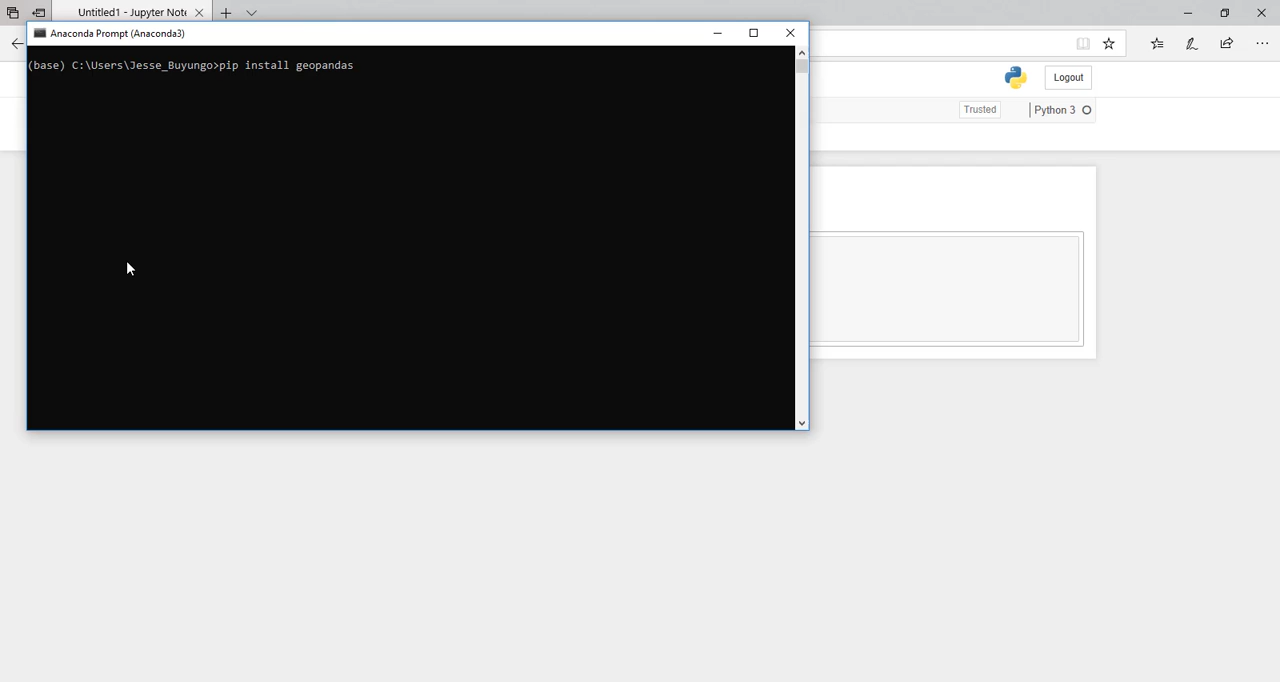 Untitled1 - Jupyter Note
Anaconda Prompt (Anaconda3)
(base) C:\Users\Jesse_Buyungo>pip install geopandas
Logout
Trusted
Python 3